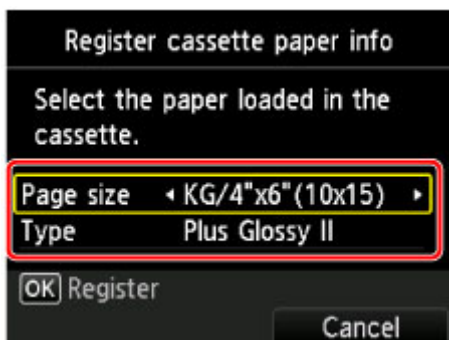 Register cassette paper info
Select the paper loaded in the
cassette.
Page size KG/4"x6"(10x15)
Type Plus Glossy II
OK Register
Cancel